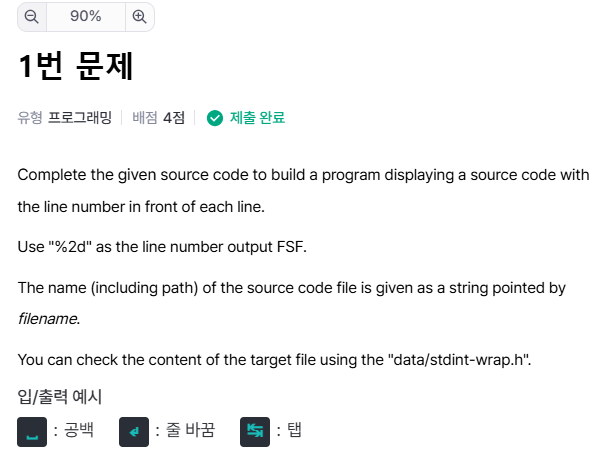 90%
1번 문제
유형 프로그래밍 배점 4점 제출 완료
Complete the given source code to build a program displaying a source code with
the line number in front of each line.
Use "%2d" as the line number output FSF.
The name (including path) of the source code file is given as a string pointed by
filename.
You can check the content of the target file using the "data/stdint-wrap.h".
입/출력 예시
: 공백 : 줄 바꿈 : 탭